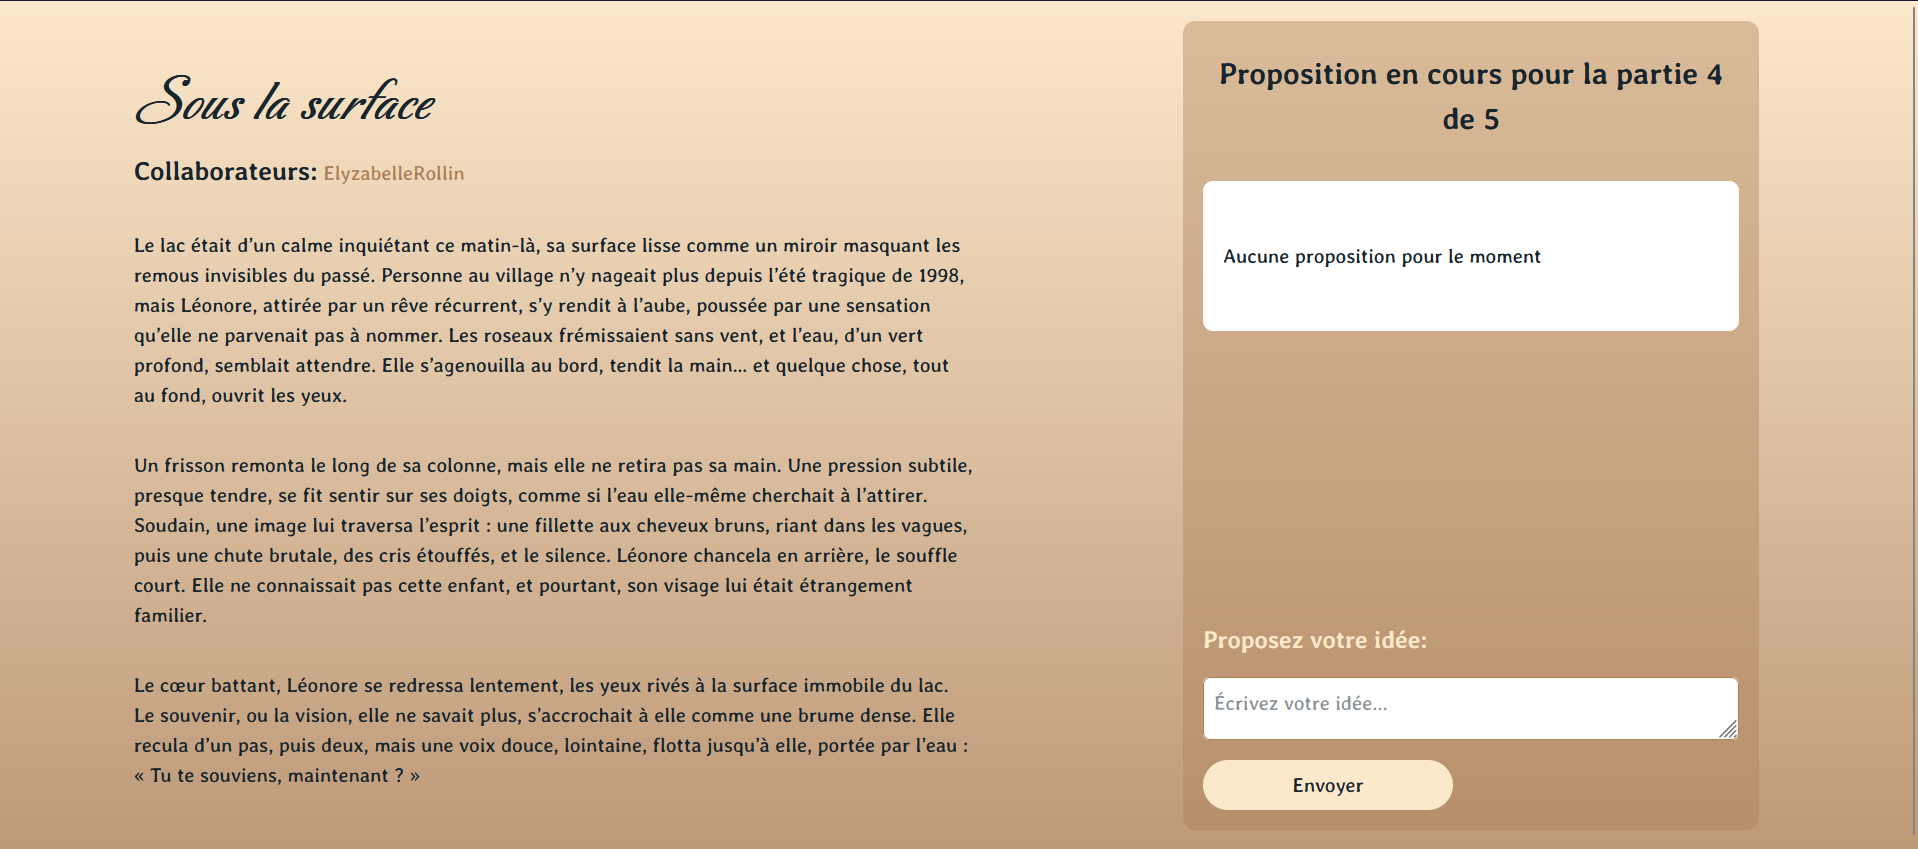 Sous la surface
Collaborateurs: ElyzabelleRollin
Le lac était d’un calme inquiétant ce matin-là, sa surface lisse comme un miroir masquant les
remous invisibles du passé. Personne au village n’y nageait plus depuis l’été tragique de 1998,
mais Léonore, attirée par un rêve récurrent, s’y rendit à l’aube, poussée par une sensation
qu’elle ne parvenait pas à nommer. Les roseaux frémissaient sans vent, et l’eau, d’un vert
profond, semblait attendre. Elle s’agenouilla au bord, tendit la main... et quelque chose, tout
au fond, ouvrit les yeux.
Un frisson remonta le long de sa colonne, mais elle ne retira pas sa main. Une pression subtile,
presque tendre, se fit sentir sur ses doigts, comme si l’eau elle-même cherchait à l’attirer.
Soudain, une image lui traversa l’esprit : une fillette aux cheveux bruns, riant dans les vagues,
puis une chute brutale, des cris étouffés, et le silence. Léonore chancela en arrière, le souffle
court. Elle ne connaissait pas cette enfant, et pourtant, son visage lui était étrangement
familier.
Le cœur battant, Léonore se redressa lentement, les yeux rivés à la surface immobile du lac.
Le souvenir, ou la vision, elle ne savait plus, s’accrochait à elle comme une brume dense. Elle
recula d’un pas, puis deux, mais une voix douce, lointaine, flotta jusqu’à elle, portée par l’eau :
« Tu te souviens, maintenant ? »
Proposition en cours pour la partie 4
de 5
Aucune proposition pour le moment
Proposez votre idée:
Écrivez votre idée...
Envoyer